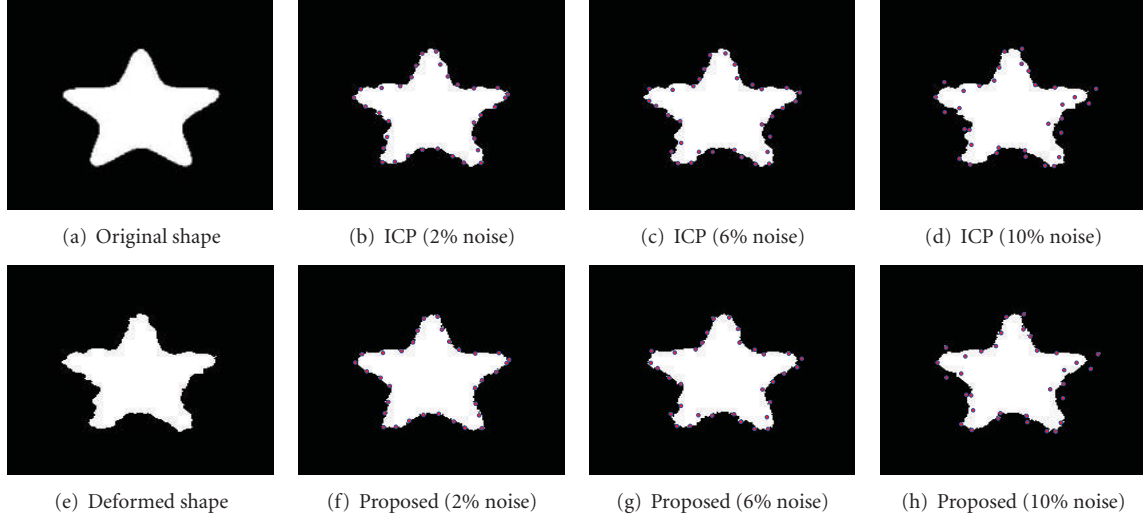 (a) Original shape
(b) ICP (2% noise)
(c) ICP (6% noise)
(d) ICP (10% noise)
(e) Deformed shape
(f) Proposed (2% noise)
(g) Proposed (6% noise)
(h) Proposed (10% noise)